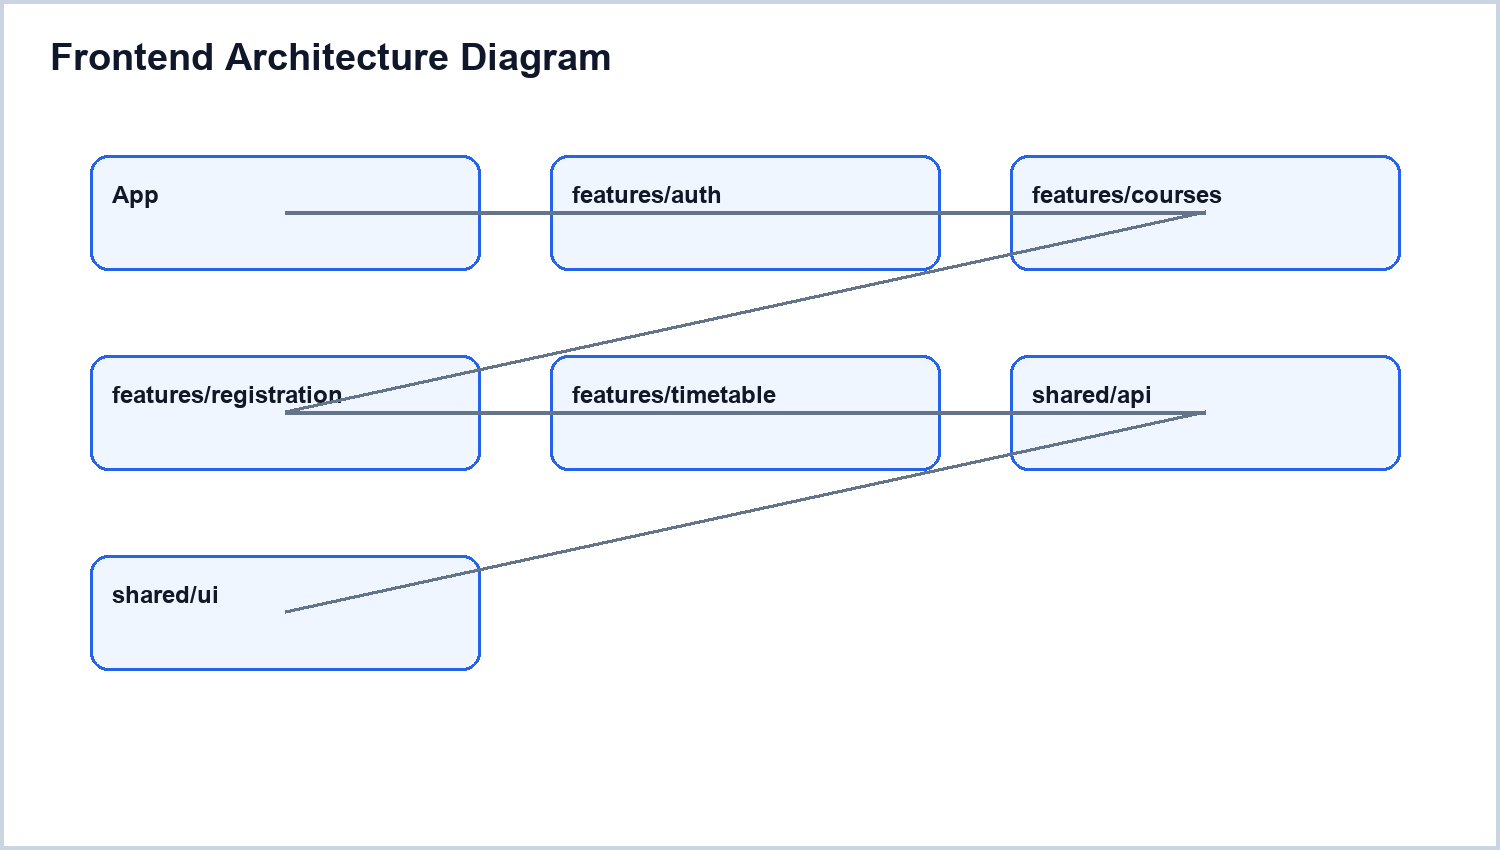 Frontend Architecture Diagram
App
features/auth
features/courses
features/registration
features/timetable
shared/api
shared/ui